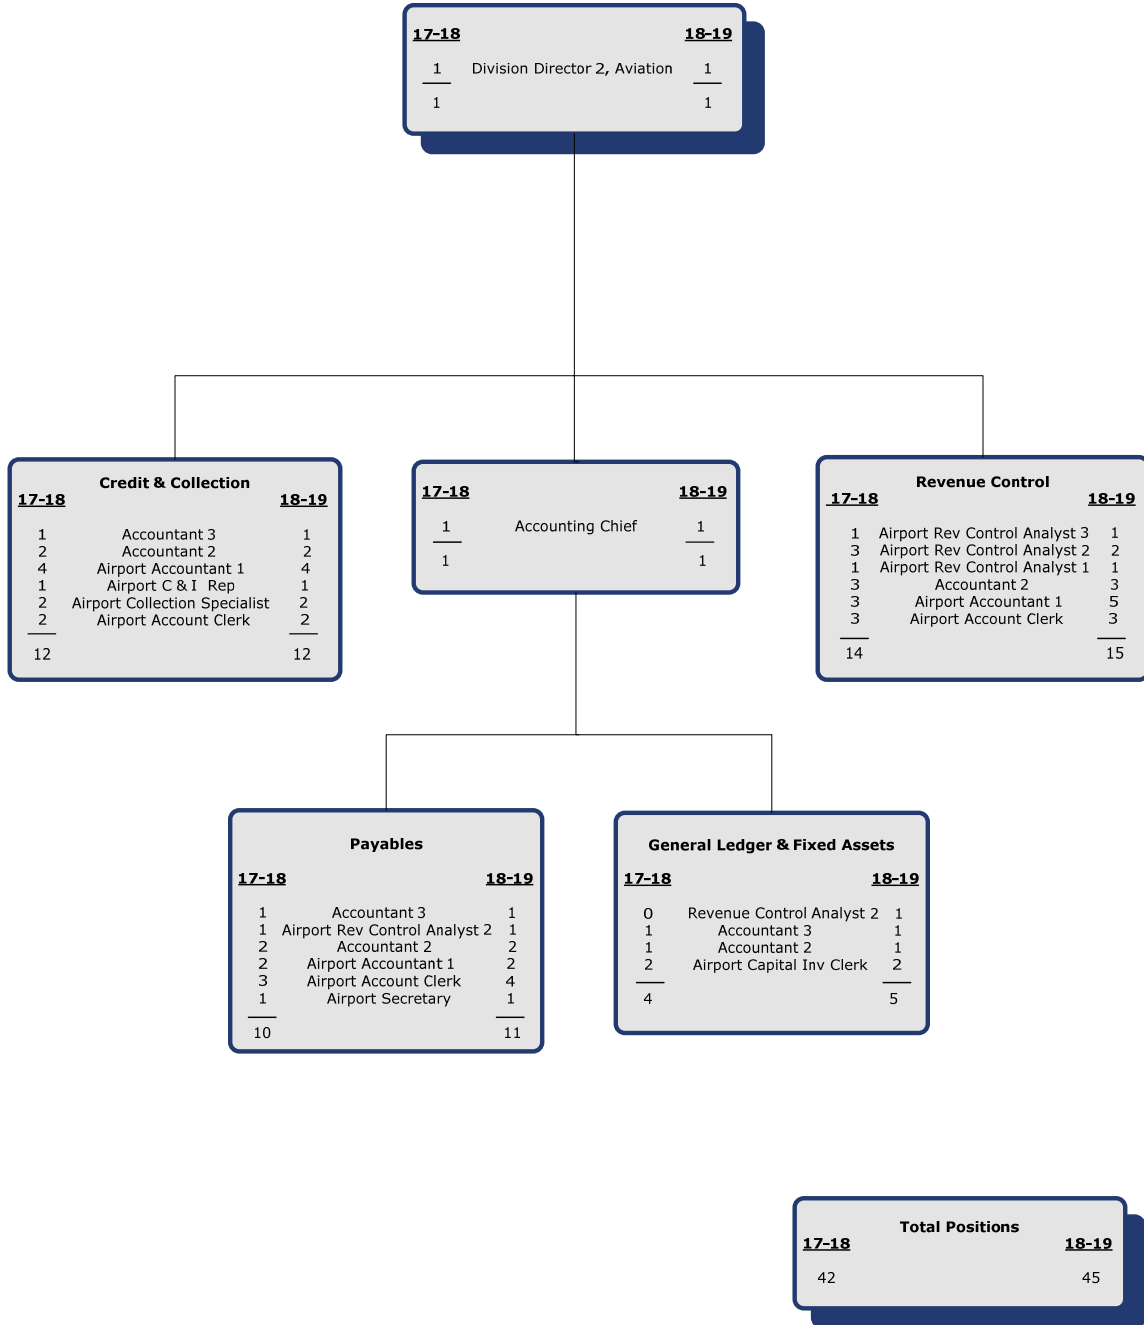 17-18 18-19
1 Division Director 2, Aviation 1
1 1
Credit & Collection
17-18 18-19
1 Accountant 3 1
2 Accountant 2 2
4 Airport Accountant 1 4
1 Airport C & I Rep 1
2 Airport Collection Specialist 2
2 Airport Account Clerk 2
12 12
17-18 18-19
1 Accounting Chief 1
1 1
Revenue Control
17-18 18-19
1 Airport Rev Control Analyst 3 1
3 Airport Rev Control Analyst 2 2
1 Airport Rev Control Analyst 1 1
3 Accountant 2 3
3 Airport Accountant 1 5
3 Airport Account Clerk 3
14 15
Payables
17-18 18-19
1 Accountant 3 1
1 Airport Rev Control Analyst 2 1
2 Accountant 2 2
2 Airport Accountant 1 2
3 Airport Account Clerk 4
1 Airport Secretary 1
10 11
General Ledger & Fixed Assets
17-18 18-19
0 Revenue Control Analyst 2 1
1 Accountant 3 1
1 Accountant 2 1
2 Airport Capital Inv Clerk 2
4 5
Total Positions
17-18 18-19
42 45